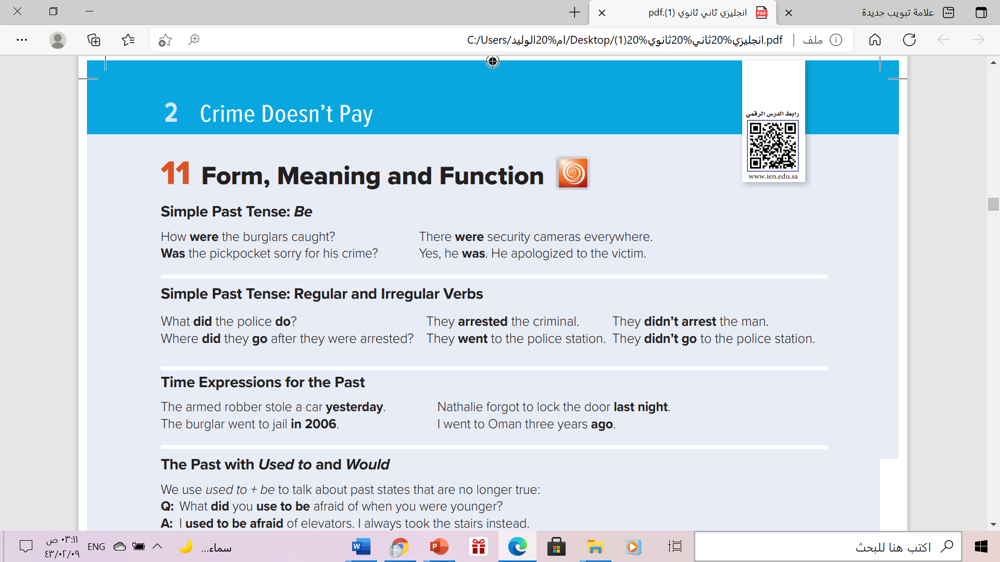 علامة تبويب جديدة
انجليزي ثاني ثانوي (1).pdf
ملف
C:/Users/ام%20الوليد/Desktop/انجليزي%20ثاني%20ثانوي%20(1).pdf
رابط الدرس الرقمي
www.ien.edu.sa
2 Crime Doesn't Pay
11 Form, Meaning and Function
Simple Past Tense: Be
How were the burglars caught? There were security cameras everywhere.
Was the pickpocket sorry for his crime? Yes, he was. He apologized to the victim.
Simple Past Tense: Regular and Irregular Verbs
What did the police do? They arrested the criminal. They didn't arrest the man.
Where did they go after they were arrested? They went to the police station. They didn't go to the police station.
Time Expressions for the Past
The armed robber stole a car yesterday. Nathalie forgot to lock the door last night.
The burglar went to jail in 2006. I went to Oman three years ago.
The Past with Used to and Would
We use used to + be to talk about past states that are no longer true:
Q: What did you use to be afraid of when you were younger?
A: I used to be afraid of elevators. I always took the stairs instead.
اكتب هنا للبحث
سماء...
ENG
٠٣:١١ ص
٤٣/٠٢/٠٩